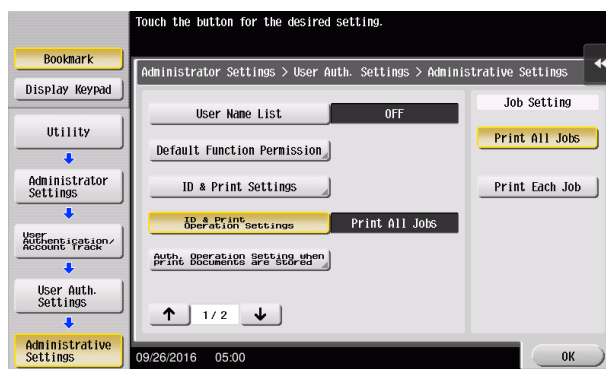 Touch the button for the desired setting.
Bookmark
Display Keypad
Utility
Administrator
Settings
User
Authentication/
Account Track
User Auth.
Settings
Administrative
Settings
Administrator Settings > User Auth. Settings > Administrative Settings
User Name List
OFF
Default Function Permission
ID & Print Settings
ID & Print
Operation Settings
Print All Jobs
Auth. Operation Setting when
print Documents are Stored
↑ 1/2 ↓
Job Setting
Print All Jobs
Print Each Job
09/26/2016 05:00
OK